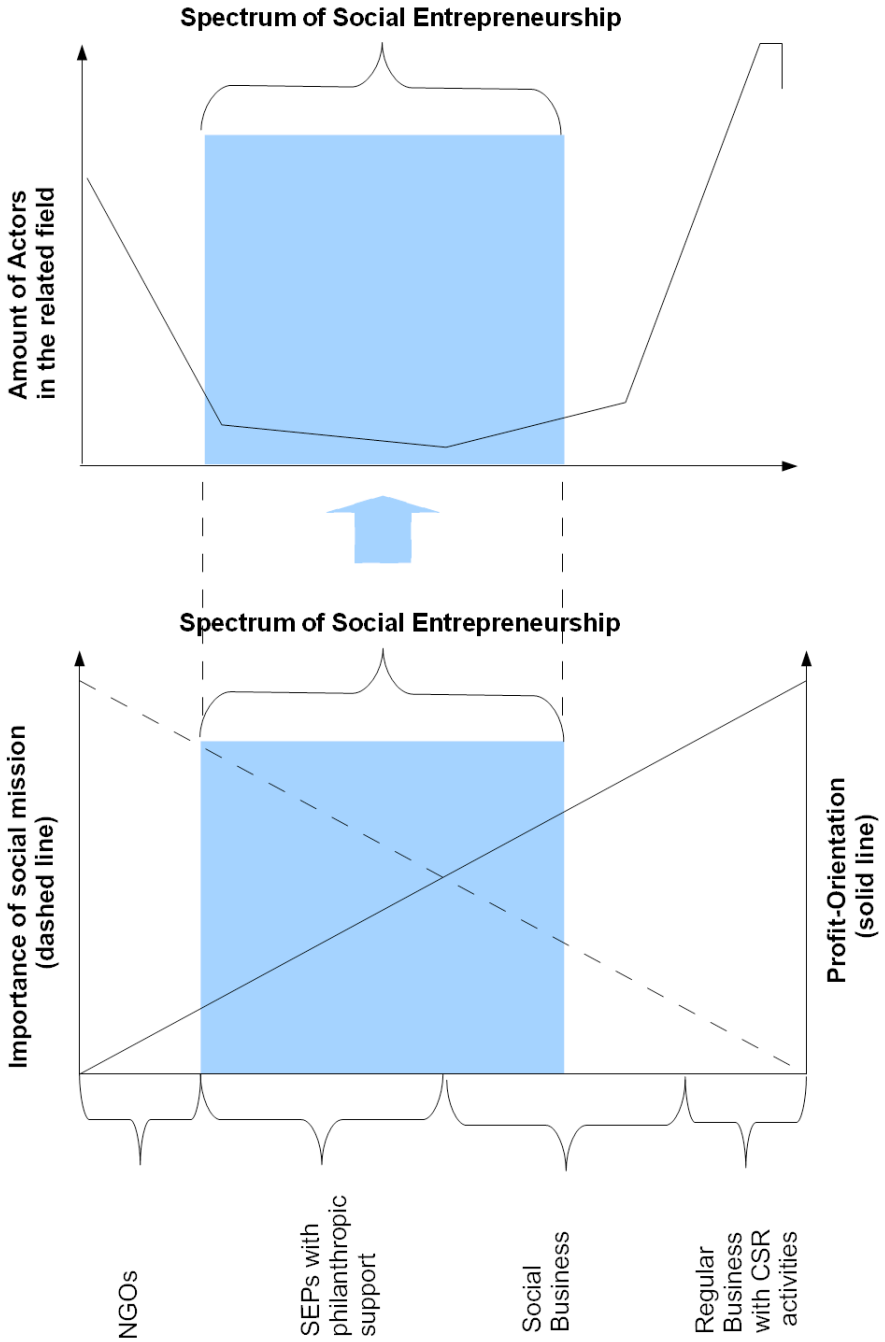 Spectrum of Social Entrepreneurship
Amount of Actors
in the related field
Spectrum of Social Entrepreneurship
Importance of social mission
(dashed line)
Profit-Orientation
(solid line)
NGOs
SEPs with
philanthropic
support
Social
Business
Regular
Business
with CSR
activities